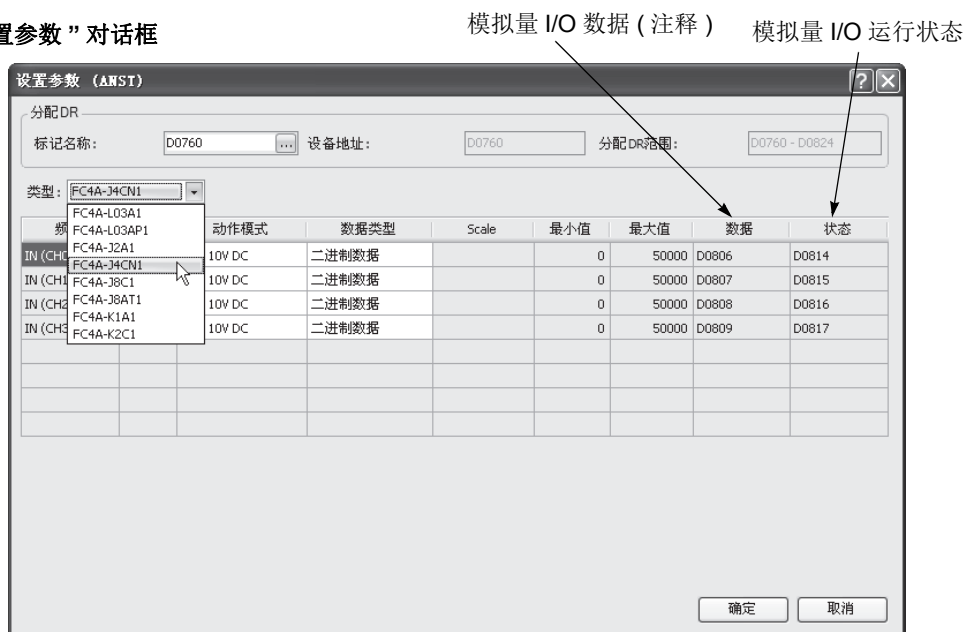 置参数 ” 对话框
模拟量 I/O 数据 ( 注释 )
模拟量 I/O 运行状态
设置参数 (ANST)
分配DR
标记名称: D0760 ... 设备地址: D0760 分配DR范围: D0760 - D0824
类型: FC4A-J4CN1
FC4A-L03A1
FC4A-L03AP1
FC4A-J2A1
FC4A-J4CN1
FC4A-J8C1
FC4A-J8AT1
FC4A-K1A1
FC4A-K2C1
动作模式 数据类型 Scale 最小值 最大值 数据 状态
IN (CH0 10V DC 二进制数据 0 50000 D0806 D0814
IN (CH1 10V DC 二进制数据 0 50000 D0807 D0815
IN (CH2 10V DC 二进制数据 0 50000 D0808 D0816
IN (CH3 10V DC 二进制数据 0 50000 D0809 D0817
确定 取消